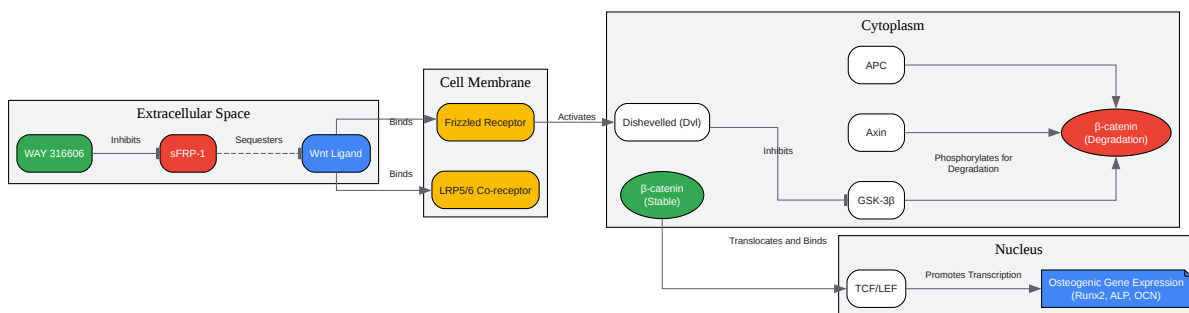 Extracellular Space
WAY 316606
Inhibits
sFRP-1
Sequesters
Wnt Ligand
Binds
Binds
Cell Membrane
Frizzled Receptor
LRP5/6 Co-receptor
Activates
Cytoplasm
Dishevelled (Dvl)
β-catenin
(Stable)
Inhibits
APC
Axin
GSK-3β
Phosphorylates for
Degradation
β-catenin
(Degradation)
Translocates and Binds
Nucleus
TCF/LEF
Promotes Transcription
Osteogenic Gene Expression
(Runx2, ALP, OCN)